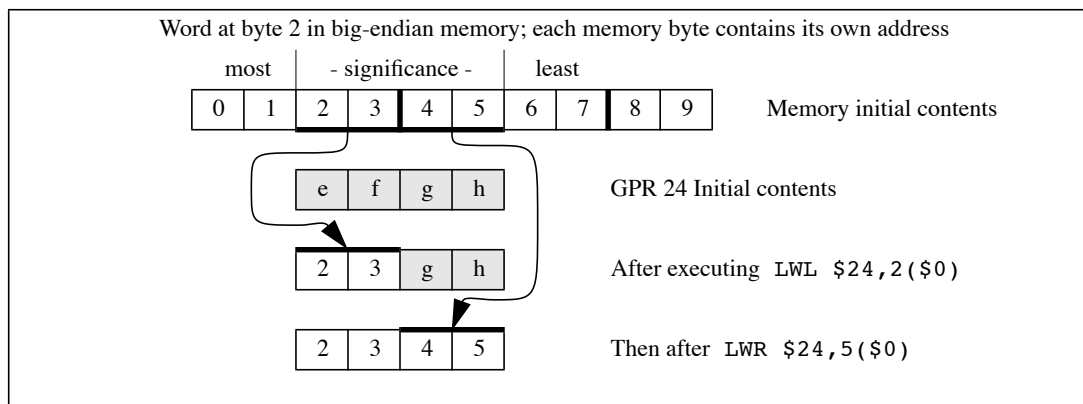 Word at byte 2 in big-endian memory; each memory byte contains its own address
most - significance - least
0 1 2 3 4 5 6 7 8 9 Memory initial contents
e f g h GPR 24 Initial contents
2 3 g h After executing LWL $24,2($0)
2 3 4 5 Then after LWR $24,5($0)